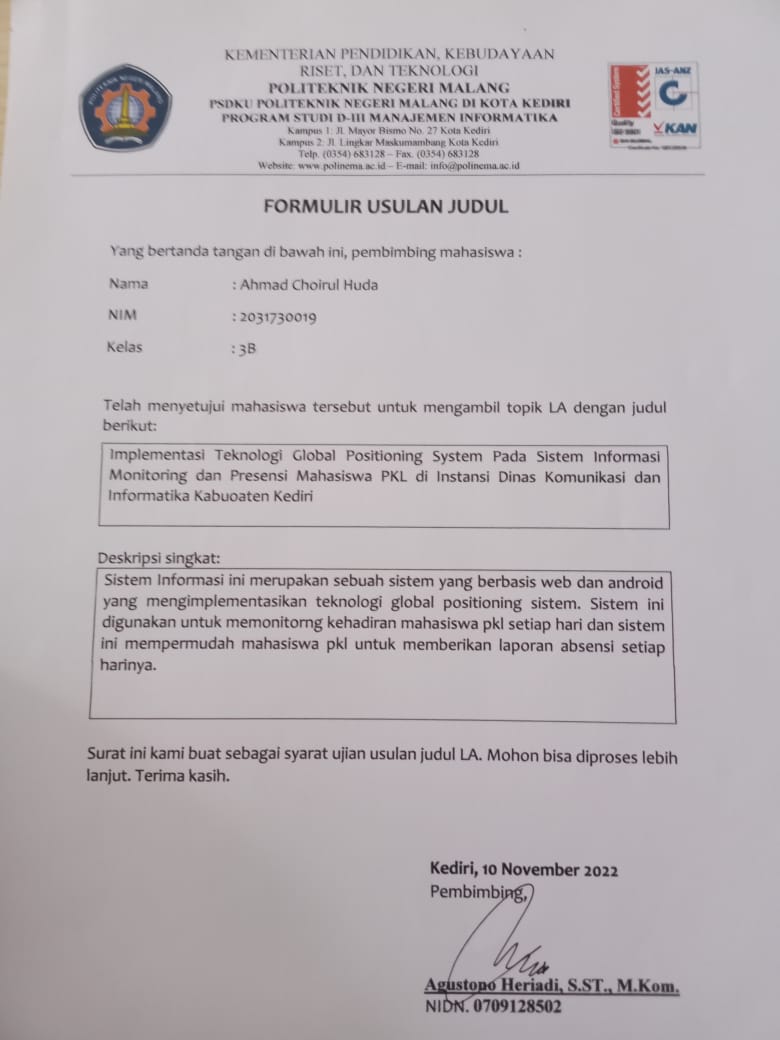 KEMENTERIAN PENDIDIKAN, KEBUDAYAAN
RISET, DAN TEKNOLOGI
POLITEKNIK NEGERI MALANG
PSDKU POLITEKNIK NEGERI MALANG DI KOTA KEDIRI
PROGRAM STUDI D-III MANAJEMEN INFORMATIKA
Kampus 1: Jl. Mayor Bismo No. 27 Kota Kediri
Kampus 2: Jl. Lingkar Maskumambang Kota Kediri
Telp. (0354) 683128 – Fax. (0354) 683128
Website: www.polinema.ac.id – E-mail: info@polinema.ac.id
POLITEKNIK NEGERI MALANG
Certified System
JAS-ANZ
Quality
ISO 9001
KAN
FORMULIR USULAN JUDUL
Yang bertanda tangan di bawah ini, pembimbing mahasiswa :
Nama : Ahmad Choirul Huda
NIM : 2031730019
Kelas : 3B
Telah menyetujui mahasiswa tersebut untuk mengambil topik LA dengan judul
berikut:
Implementasi Teknologi Global Positioning System Pada Sistem Informasi
Monitoring dan Presensi Mahasiswa PKL di Instansi Dinas Komunikasi dan
Informatika Kabuoaten Kediri
Deskripsi singkat:
Sistem Informasi ini merupakan sebuah sistem yang berbasis web dan android
yang mengimplementasikan teknologi global positioning sistem. Sistem ini
digunakan untuk memonitorng kehadiran mahasiswa pkl setiap hari dan sistem
ini mempermudah mahasiswa pkl untuk memberikan laporan absensi setiap
harinya.
Surat ini kami buat sebagai syarat ujian usulan judul LA. Mohon bisa diproses lebih
lanjut. Terima kasih.
Kediri, 10 November 2022
Pembimbing,
Agustono Heriadi, S.ST., M.Kom.
NIDN. 0709128502